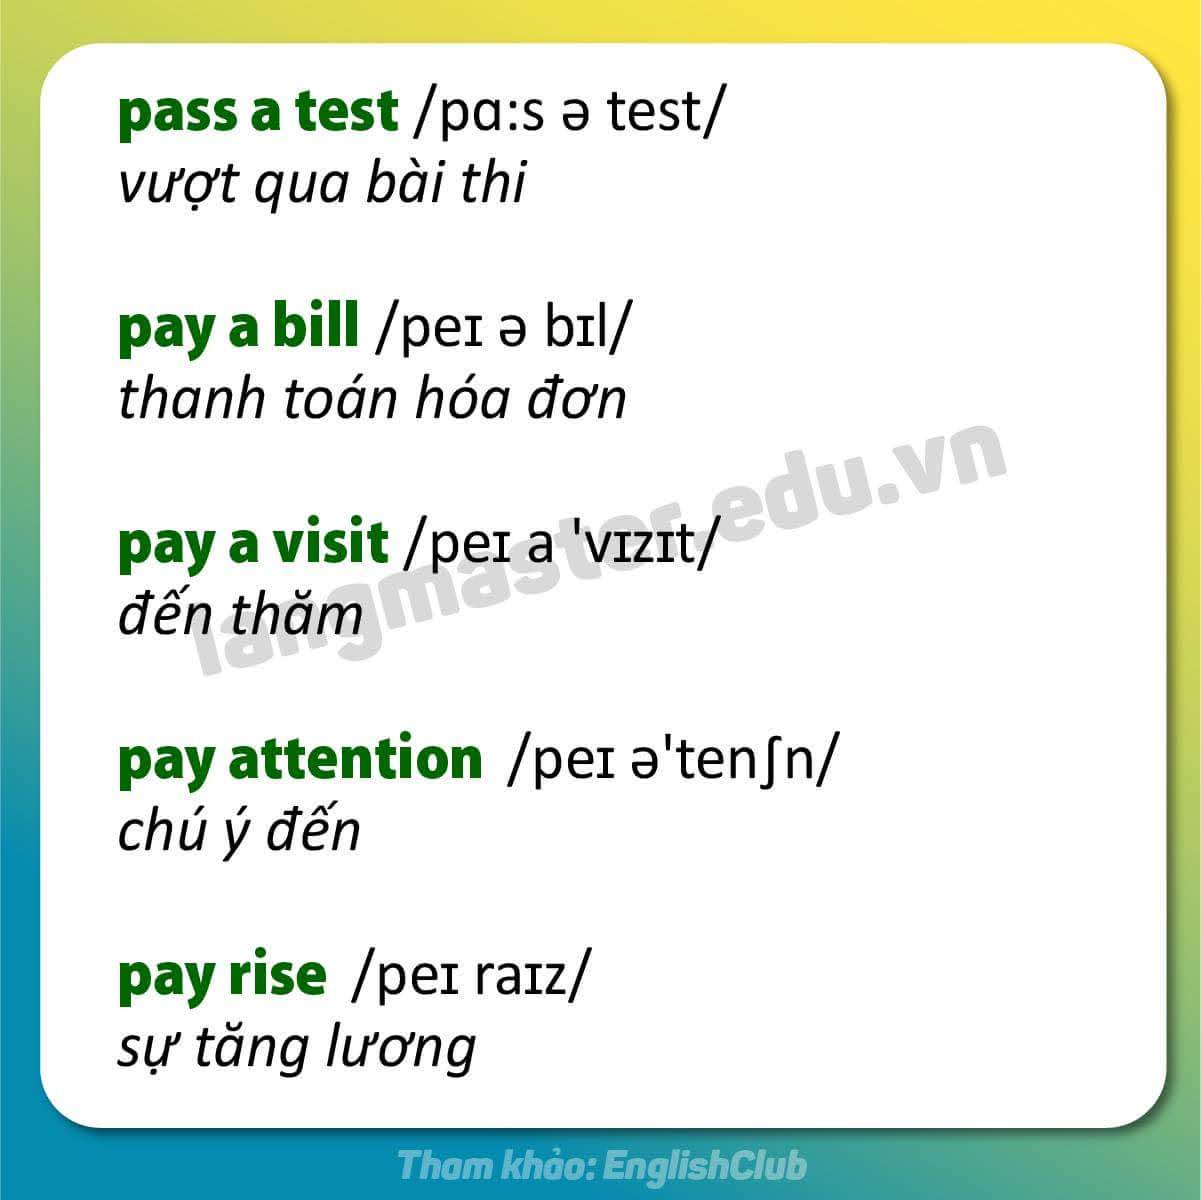 pass a test /pɑ:s ə test/
vượt qua bài thi
pay a bill /peɪ ə bɪl/
thanh toán hóa đơn
pay a visit /peɪ a 'vɪzɪt/
đến thăm
langmaster.edu.vn
pay attention /peɪ ə'tenʃn/
chú ý đến
pay rise /peɪ raɪz/
sự tăng lương
Tham khảo: EnglishClub